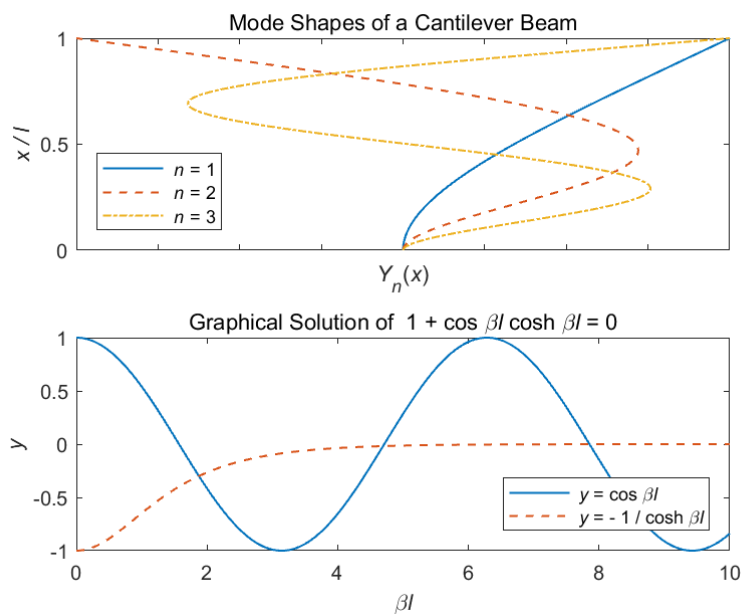 Mode Shapes of a Cantilever Beam
1
0.5
0
x / l
n = 1
n = 2
n = 3
Yn(x)
Graphical Solution of 1 + cos βl cosh βl = 0
1
0.5
0
-0.5
-1
y
y = cos βl
y = - 1 / cosh βl
0 2 4 6 8 10
βl